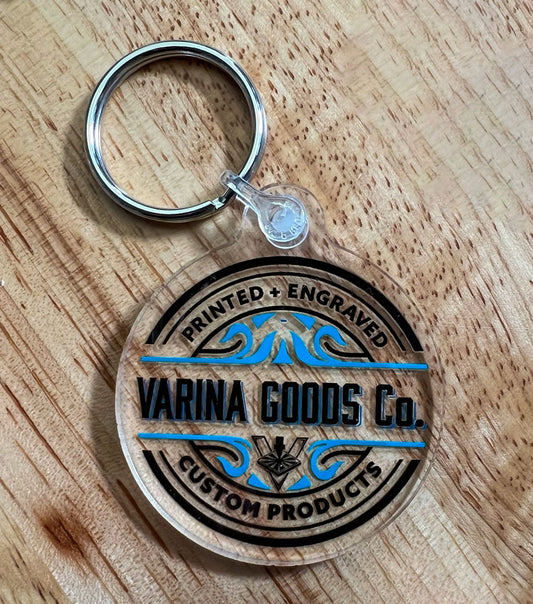 PRINTED + ENGRAVED
VARINA GOODS Co.
CUSTOM PRODUCTS